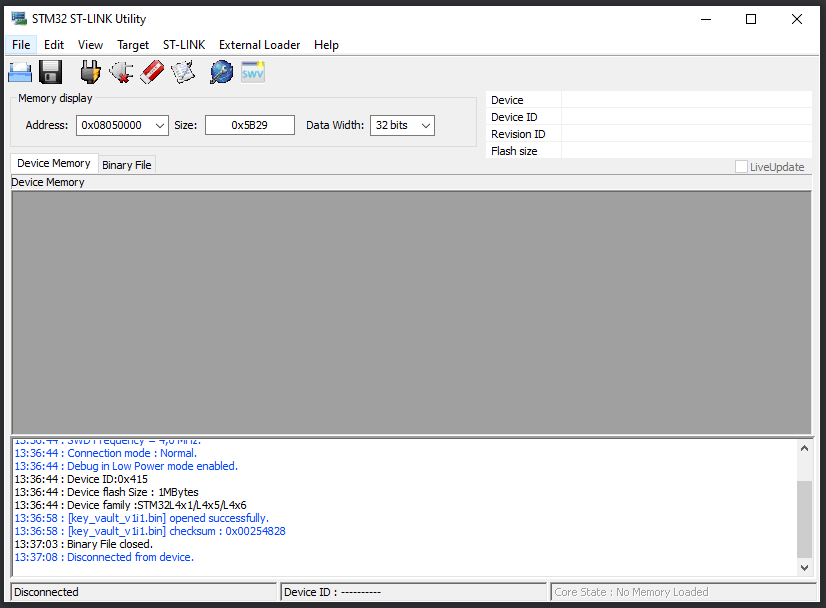 STM32 ST-LINK Utility
File Edit View Target ST-LINK External Loader Help
SWV
Memory display
Address: 0x08050000 Size: 0x5B29 Data Width: 32 bits
Device
Device ID
Revision ID
Flash size
LiveUpdate
Device Memory Binary File
Device Memory
13:36:44 : SWD Frequency = 4,0 MHz.
13:36:44 : Connection mode : Normal.
13:36:44 : Debug in Low Power mode enabled.
13:36:44 : Device ID:0x415
13:36:44 : Device flash Size : 1MBytes
13:36:44 : Device family :STM32L4x1/L4x5/L4x6
13:36:58 : [key_vault_v1i1.bin] opened successfully.
13:36:58 : [key_vault_v1i1.bin] checksum : 0x00254828
13:37:03 : Binary File closed.
13:37:08 : Disconnected from device.
Disconnected Device ID : ---------- Core State : No Memory Loaded